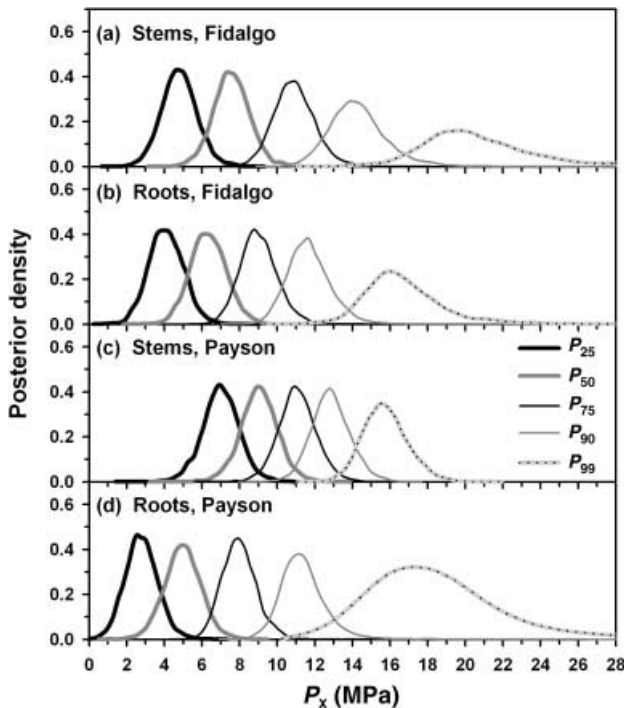 Posterior density
0.6
(a) Stems, Fidalgo
0.4
0.2
0.0
0.6
(b) Roots, Fidalgo
0.4
0.2
0.0
0.6
(c) Stems, Payson
P25
0.4
P50
P75
0.2
P90
P99
0.0
0.6
(d) Roots, Payson
0.4
0.2
0.0
0 2 4 6 8 10 12 14 16 18 20 22 24 26 28
Px (MPa)